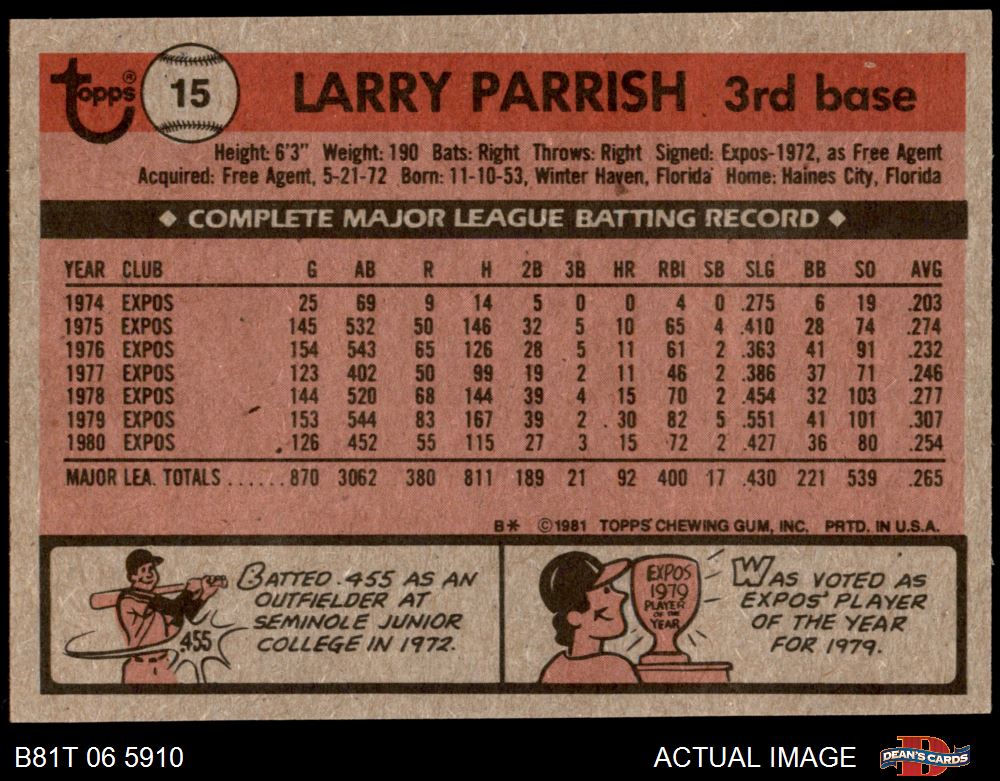 Topps® 15 LARRY PARRISH 3rd base
Height: 6'3" Weight: 190 Bats: Right Throws: Right Signed: Expos-1972, as Free Agent
Acquired: Free Agent, 5-21-72 Born: 11-10-53, Winter Haven, Florida Home: Haines City, Florida
◆ COMPLETE MAJOR LEAGUE BATTING RECORD ◆
YEAR CLUB G AB R H 2B 3B HR RBI SB SLG BB SO AVG
1974 EXPOS 25 69 9 14 5 0 0 4 0 .275 6 19 .203
1975 EXPOS 145 532 50 146 32 5 10 65 4 .410 28 74 .274
1976 EXPOS 154 543 65 126 28 5 11 61 2 .363 41 91 .232
1977 EXPOS 123 402 50 99 19 2 11 46 2 .386 37 71 .246
1978 EXPOS 144 520 68 144 39 4 15 70 2 .454 32 103 .277
1979 EXPOS 153 544 83 167 39 2 30 82 5 .551 41 101 .307
1980 EXPOS 126 452 55 115 27 3 15 72 2 .427 36 80 .254
MAJOR LEA. TOTALS ...... 870 3062 380 811 189 21 92 400 17 .430 221 539 .265
B* ©1981 TOPPS CHEWING GUM, INC. PRTD. IN U.S.A.
BATTED .455 AS AN
OUTFIELDER AT
SEMINOLE JUNIOR
COLLEGE IN 1972.
455
EXPOS
1979
PLAYER
OF THE
YEAR
WAS VOTED AS
EXPOS' PLAYER
OF THE YEAR
FOR 1979.
B81T 06 5910 ACTUAL IMAGE DEAN'S CARDS